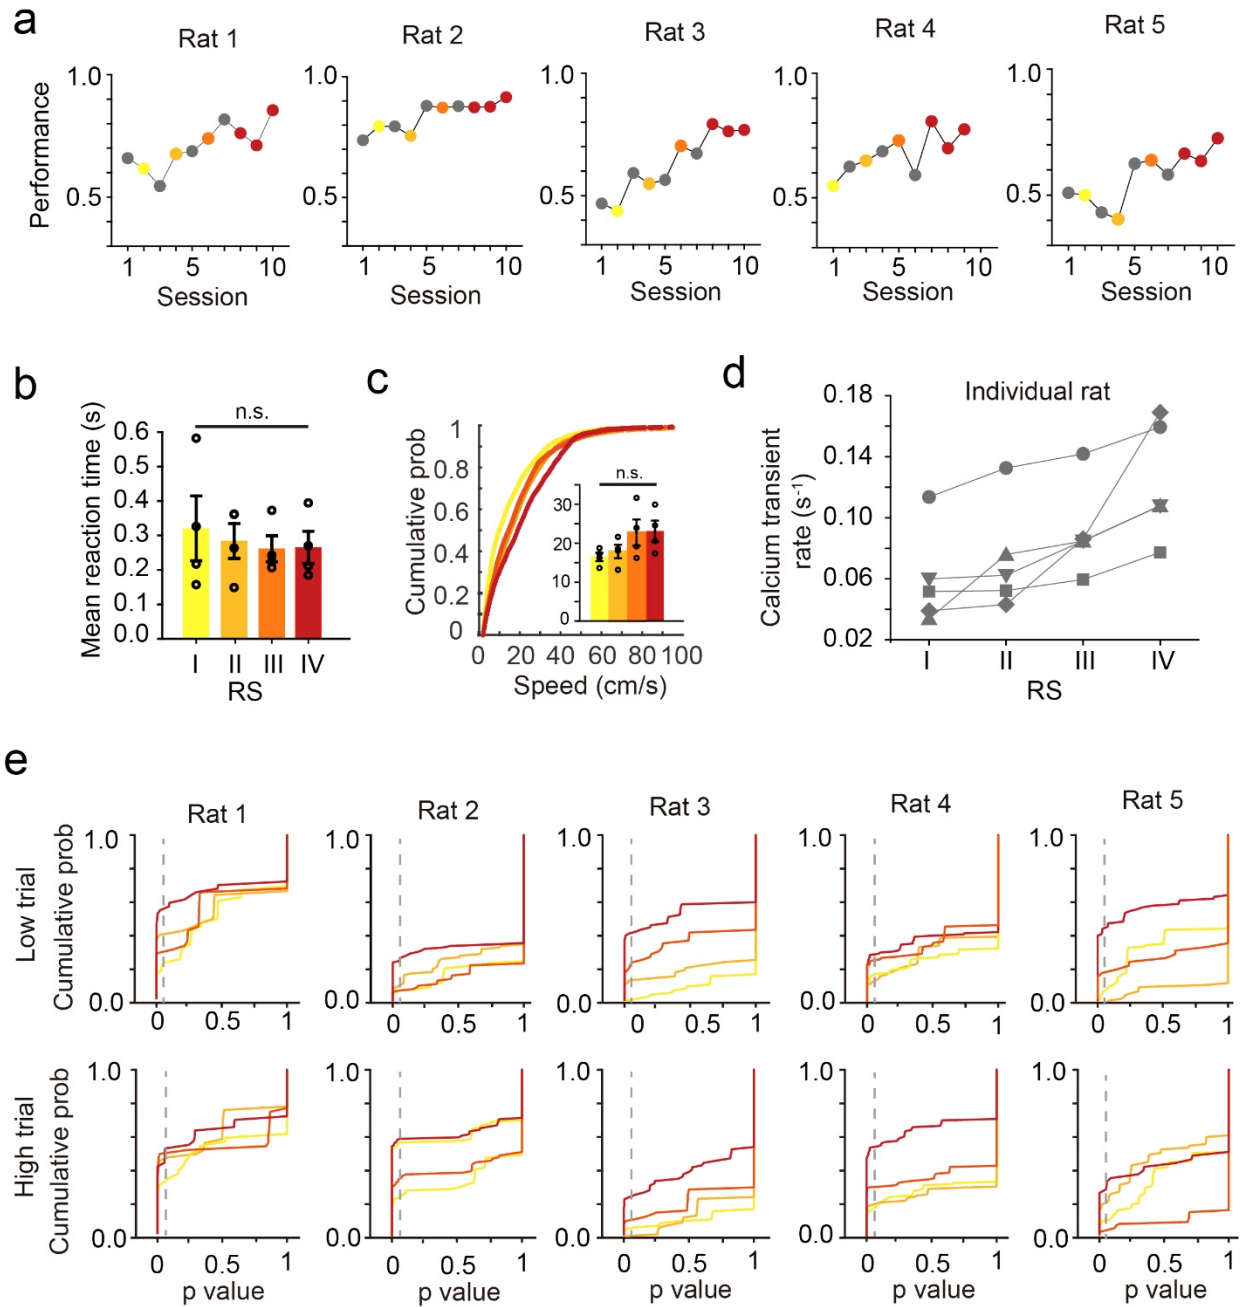 a
Rat 1 Rat 2 Rat 3 Rat 4 Rat 5
Performance
1.0 1.0 1.0 1.0 1.0
0.5 0.5 0.5 0.5 0.5
1 5 10 1 5 10 1 5 10 1 5 10 1 5 10
Session Session Session Session Session
b
Mean reaction time (s)
n.s.
0.6
0.5
0.4
0.3
0.2
0.1
0.0
I II III IV
RS
c
Cumulative prob
1
0.8
0.6
0.4
0.2
0
n.s.
30
20
10
0
0 20 40 60 80 100
Speed (cm/s)
d
Individual rat
Calcium transient
rate (s⁻¹)
0.18
0.14
0.10
0.06
0.02
I II III IV
RS
e
Rat 1 Rat 2 Rat 3 Rat 4 Rat 5
Low trial
Cumulative prob
1.0 1.0 1.0 1.0 1.0
0.0 0.0 0.0 0.0 0.0
0 0.5 1 0 0.5 1 0 0.5 1 0 0.5 1 0 0.5 1
High trial
Cumulative prob
1.0 1.0 1.0 1.0 1.0
0.0 0.0 0.0 0.0 0.0
0 0.5 1 0 0.5 1 0 0.5 1 0 0.5 1 0 0.5 1
p value p value p value p value p value